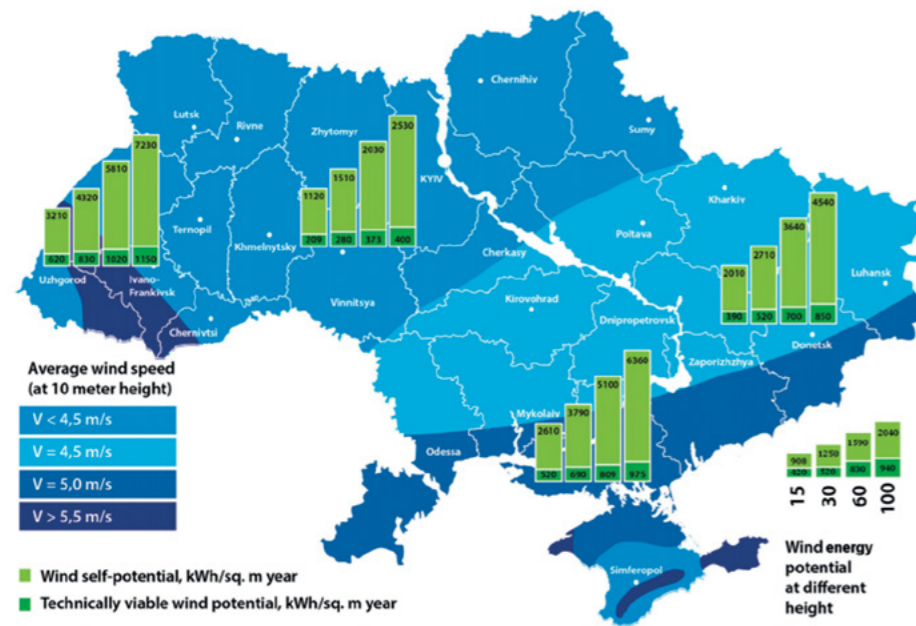 Chernihiv
Lutsk
Rivne
Zhytomyr
Sumy
KYIV
7230
5810
4320
3210
1150
1020
830
620
2530
2030
1510
1120
400
373
280
209
Kharkiv
4540
3640
2710
2010
850
700
520
390
Ternopil
Khmelnytsky
Cherkasy
Poltava
Luhansk
Uzhgorod
Ivano-
Frankivsk
Vinnitsya
Kirovohrad
Chernivtsi
Dnipropetrovsk
Donetsk
Zaporizhzhya
6360
5100
3790
2610
975
809
690
520
Mykolaiv
Odessa
Simferopol
Average wind speed
(at 10 meter height)
V < 4,5 m/s
V = 4,5 m/s
V = 5,0 m/s
V > 5,5 m/s
2040
1590
1250
908
940
830
520
420
15
30
60
100
Wind energy
potential
at different
height
Wind self-potential, kWh/sq. m year
Technically viable wind potential, kWh/sq. m year